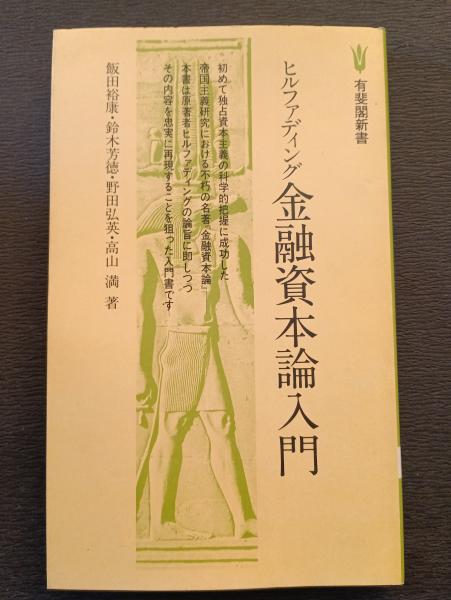 有斐閣新書
ヒルファディング 金融資本論入門
初めて独占資本主義の科学的把握に成功した
帝国主義研究における不朽の名著『金融資本論』
本書は原著者ヒルファディングの論旨に即しつつ
その内容を忠実に再現することを狙った入門書です
飯田裕康・鈴木芳徳・野田弘英・高山 満 著